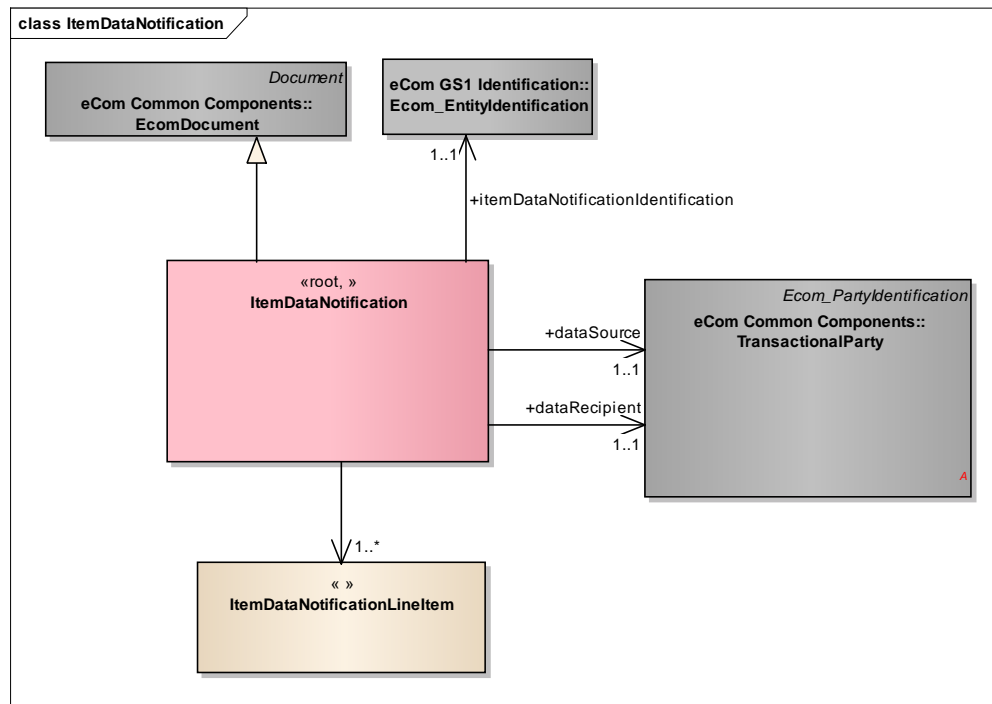 class ItemDataNotification
Document
eCom Common Components::
EcomDocument
eCom GS1 Identification::
Ecom_EntityIdentification
1..1
+itemDataNotificationIdentification
«root, »
ItemDataNotification
Ecom_PartyIdentification
eCom Common Components::
TransactionalParty
+dataSource
1..1
+dataRecipient
1..1
A
1..*
« »
ItemDataNotificationLineItem